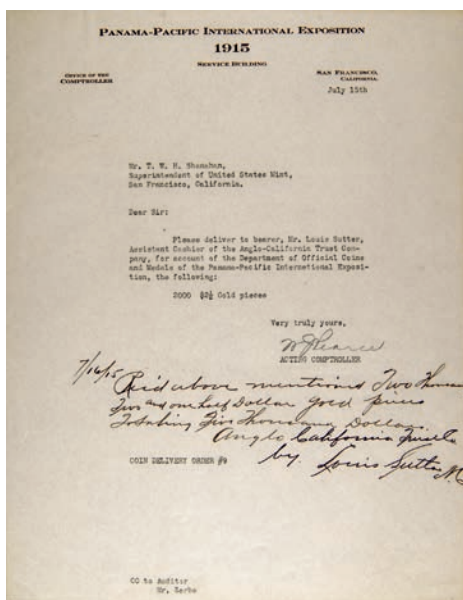 PANAMA-PACIFIC INTERNATIONAL EXPOSITION
1915
SERVICE BUILDING
OFFICE OF THE
COMPTROLLER
SAN FRANCISCO,
CALIFORNIA.
July 15th
Mr. T. W. H. Shanahan,
Superintendent of United States Mint,
San Francisco, California.
Dear Sir:
Please deliver to bearer, Mr. Louis Sutter,
Assistant Cashier of the Anglo-California Trust Com-
pany, for account of the Department of Official Coins
and Medals of the Panama-Pacific International Exposi-
tion, the following:
2000 $2½ Gold pieces
Very truly yours,
ACTING COMPTROLLER
7/16/15
Rec'd above mentioned Two Thousand
Two and one half Dollar gold pieces
Totaling Five Thousand Dollars.
Anglo California Trust Co
by. Louis Sutter
COIN DELIVERY ORDER #9
CC to Auditor
Mr. Zerbe